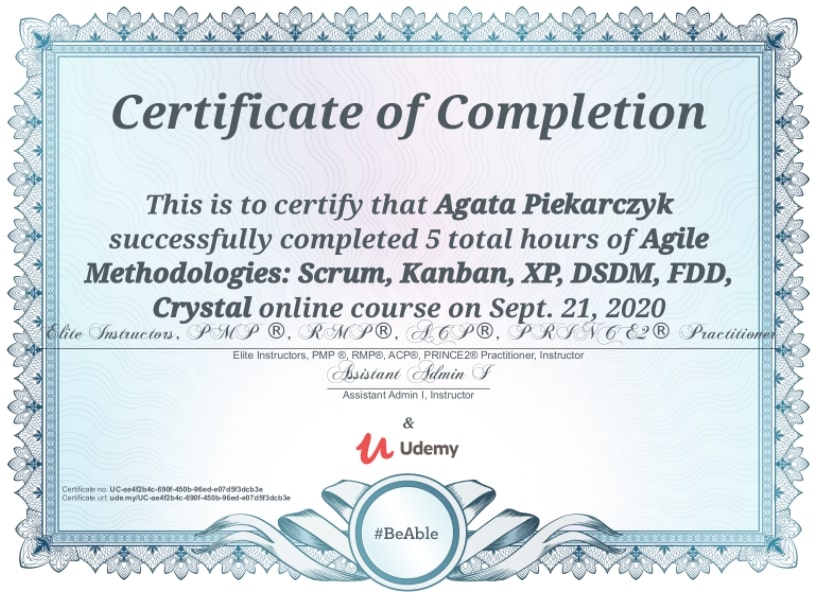 Certificate of Completion
This is to certify that Agata Piekarczyk
successfully completed 5 total hours of Agile
Methodologies: Scrum, Kanban, XP, DSDM, FDD,
Crystal online course on Sept. 21, 2020
Elite Instructors, PMP ®, RMP®, ACP®, PRINCE2® Practitioner
Elite Instructors, PMP ®, RMP®, ACP®, PRINCE2® Practitioner, Instructor
Assistant Admin I
Assistant Admin I, Instructor
&
Udemy
Certificate no: UC-ae4f2b4c-690f-450b-96ed-e07d5f3dcb3e
Certificate url: ude.my/UC-ae4f2b4c-690f-450b-96ed-e07d5f3dcb3e
#BeAble